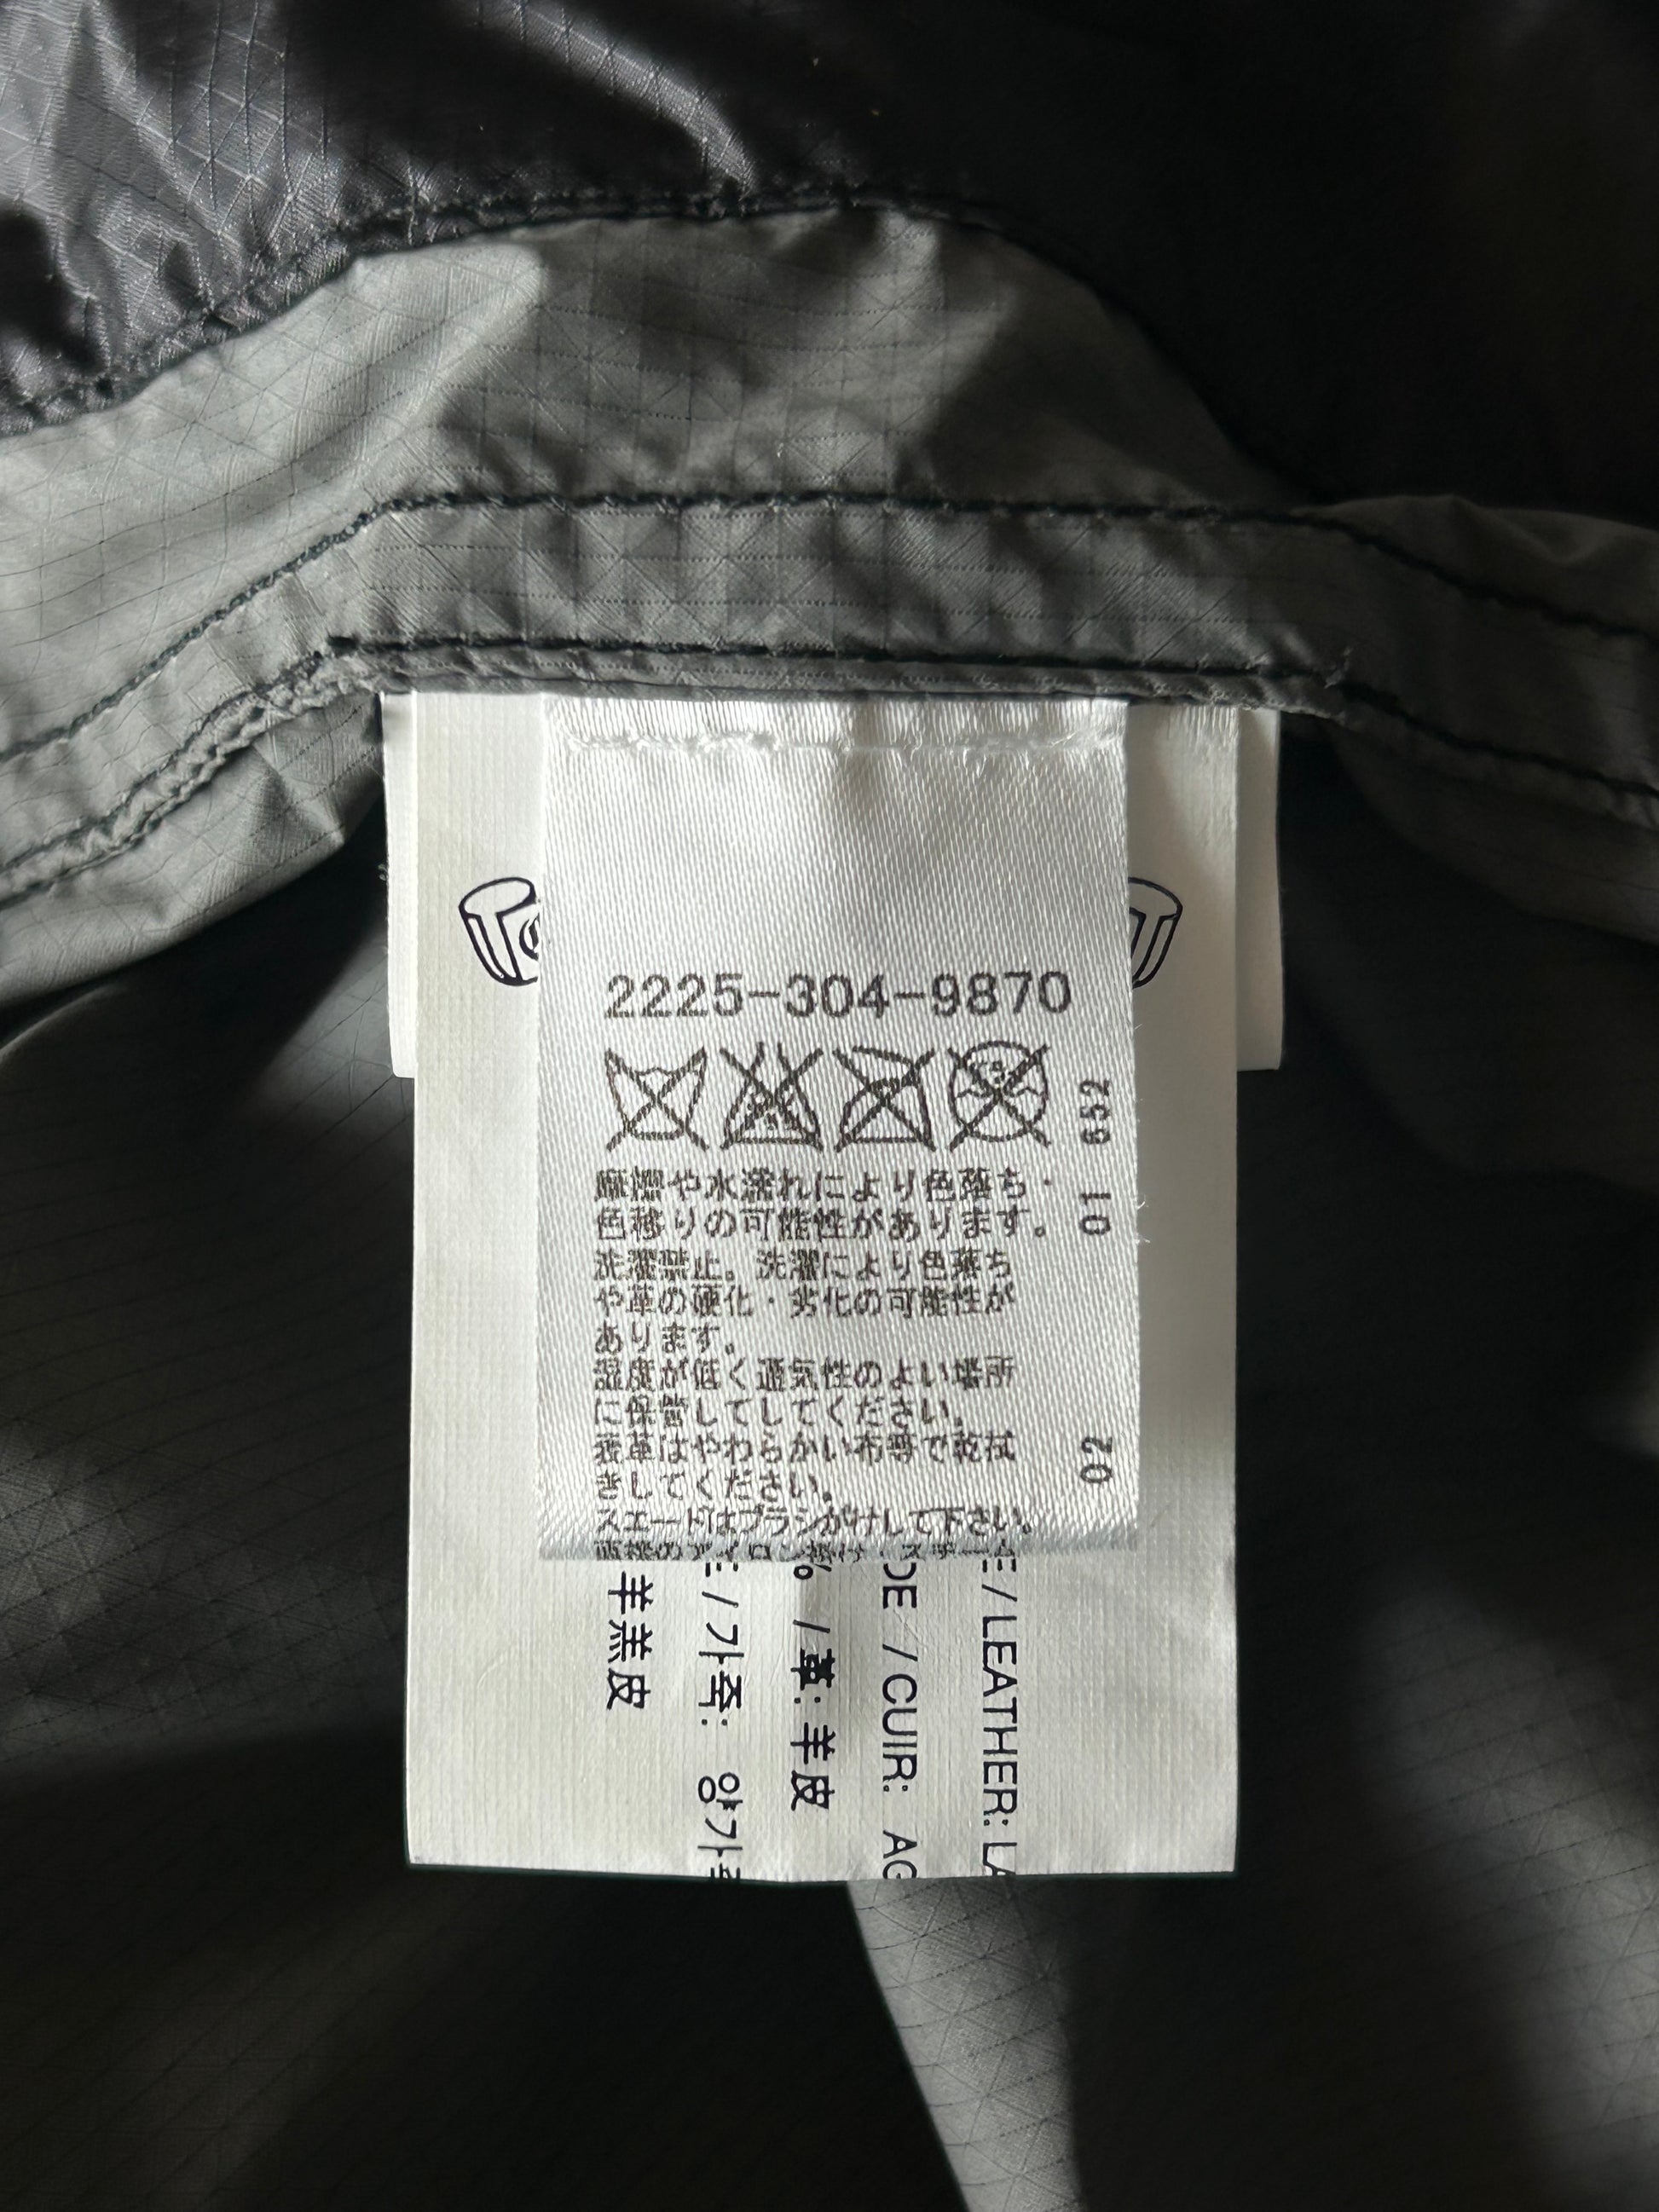 2225-304-9870
652
01
02
摩擦や水濡れにより色落ち・
色移りの可能性があります。
洗濯禁止。洗濯により色落ち
や革の硬化・劣化の可能性が
あります。
湿度が低く通気性のよい場所
に保管してしてください。
表革はやわらかい布等で乾拭
きしてください。
スエードはブラシがけして下さい。
/ LEATHER:
/ CUIR:
% / 革: 羊皮
/ 가죽:
羊羔皮